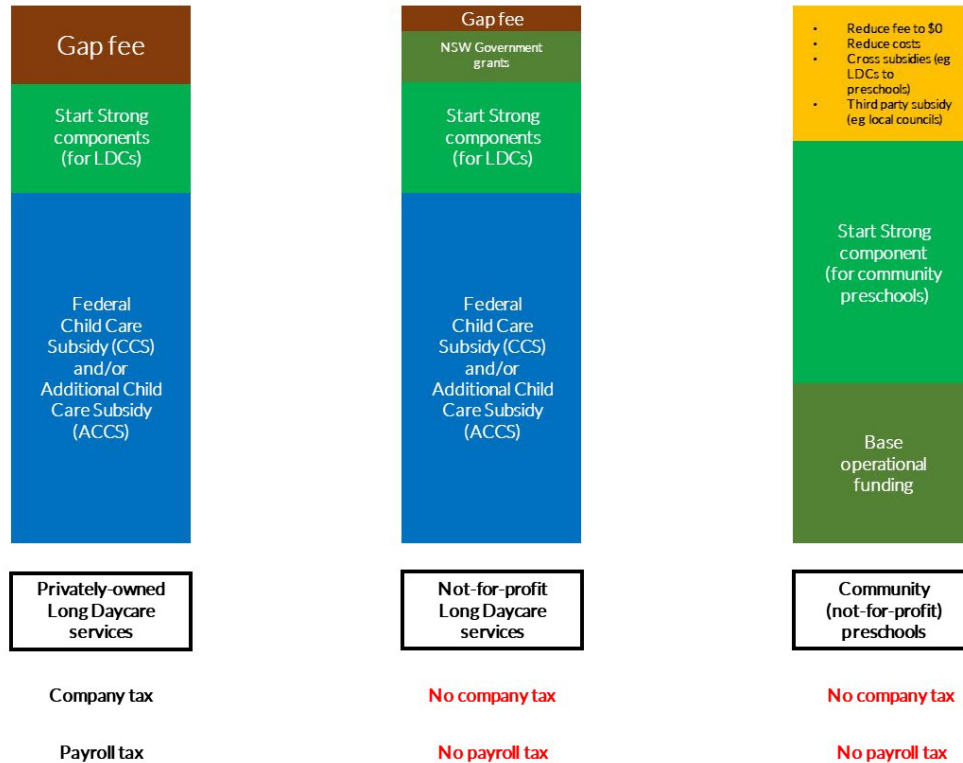 Gap fee
Start Strong
components
(for LDCs)
Federal
Child Care
Subsidy (CCS)
and/or
Additional Child
Care Subsidy
(ACCS)
Privately-owned
Long Daycare
services
Company tax
Payroll tax
Gap fee
NSW Government
grants
Start Strong
components
(for LDCs)
Federal
Child Care
Subsidy (CCS)
and/or
Additional Child
Care Subsidy
(ACCS)
Not-for-profit
Long Daycare
services
No company tax
No payroll tax
• Reduce fee to $0
• Reduce costs
• Cross subsidies (eg
LDCs to
preschools)
• Third party subsidy
(eg local councils)
Start Strong
component
(for community
preschools)
Base
operational
funding
Community
(not-for-profit)
preschools
No company tax
No payroll tax